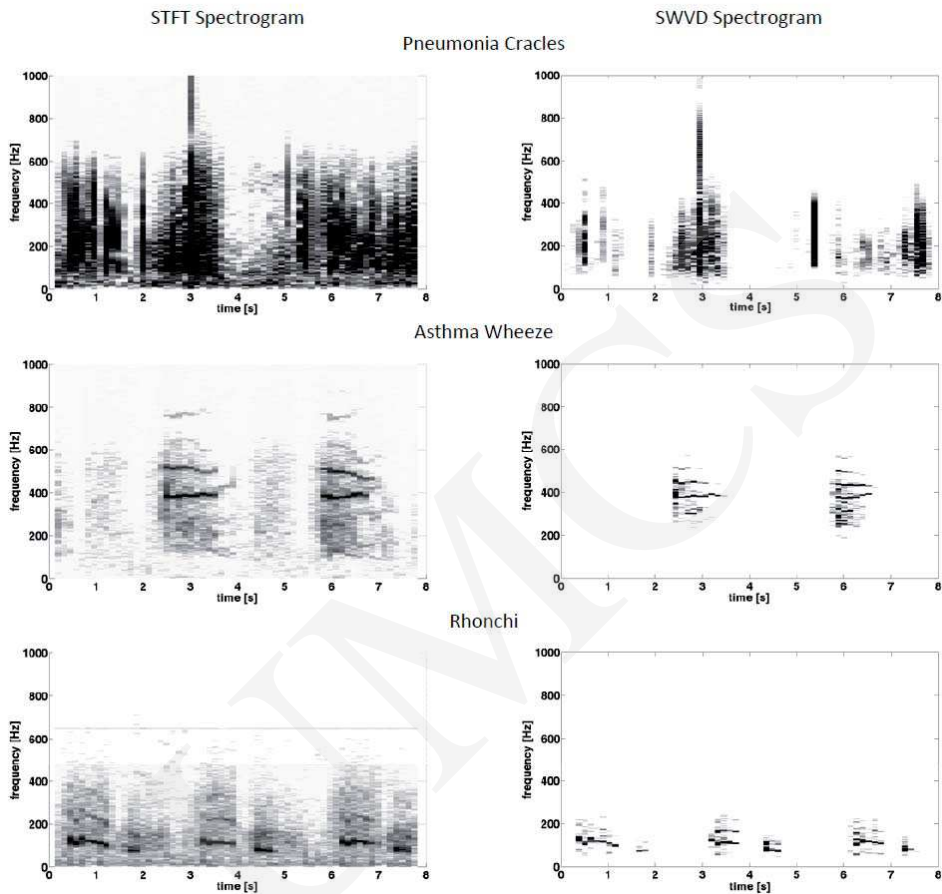 STFT Spectrogram
SWVD Spectrogram
Pneumonia Cracles
1000
800
600
400
200
0
frequency [Hz]
0 1 2 3 4 5 6 7 8
time [s]
1000
800
600
400
200
0
frequency [Hz]
0 1 2 3 4 5 6 7 8
time [s]
Asthma Wheeze
1000
800
600
400
200
0
frequency [Hz]
0 1 2 3 4 5 6 7 8
time [s]
1000
800
600
400
200
0
frequency [Hz]
0 1 2 3 4 5 6 7 8
time [s]
Rhonchi
1000
800
600
400
200
0
frequency [Hz]
0 1 2 3 4 5 6 7 8
time [s]
1000
800
600
400
200
0
frequency [Hz]
0 1 2 3 4 5 6 7 8
time [s]
UMCS